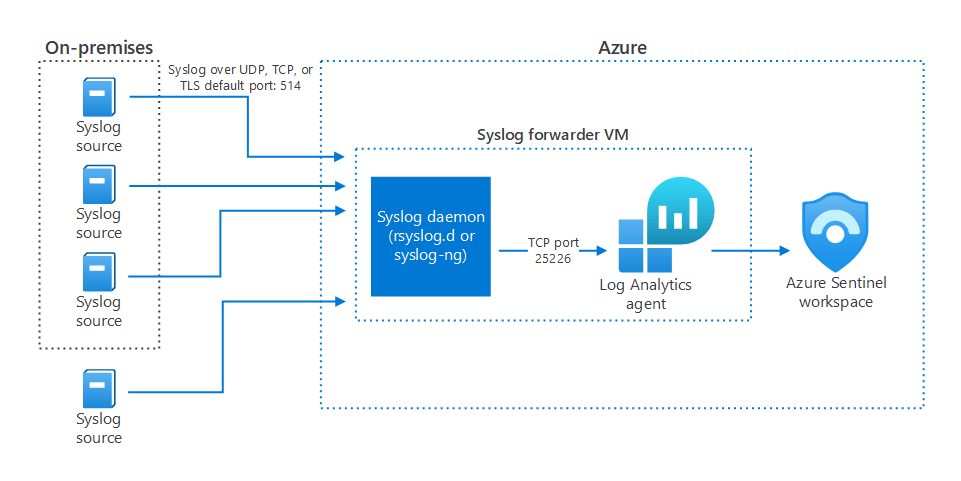 On-premises
Azure
Syslog over UDP, TCP, or
TLS default port: 514
Syslog
source
Syslog
source
Syslog
source
Syslog
source
Syslog forwarder VM
Syslog daemon
(rsyslog.d or
syslog-ng)
TCP port
25226
Log Analytics
agent
Azure Sentinel
workspace